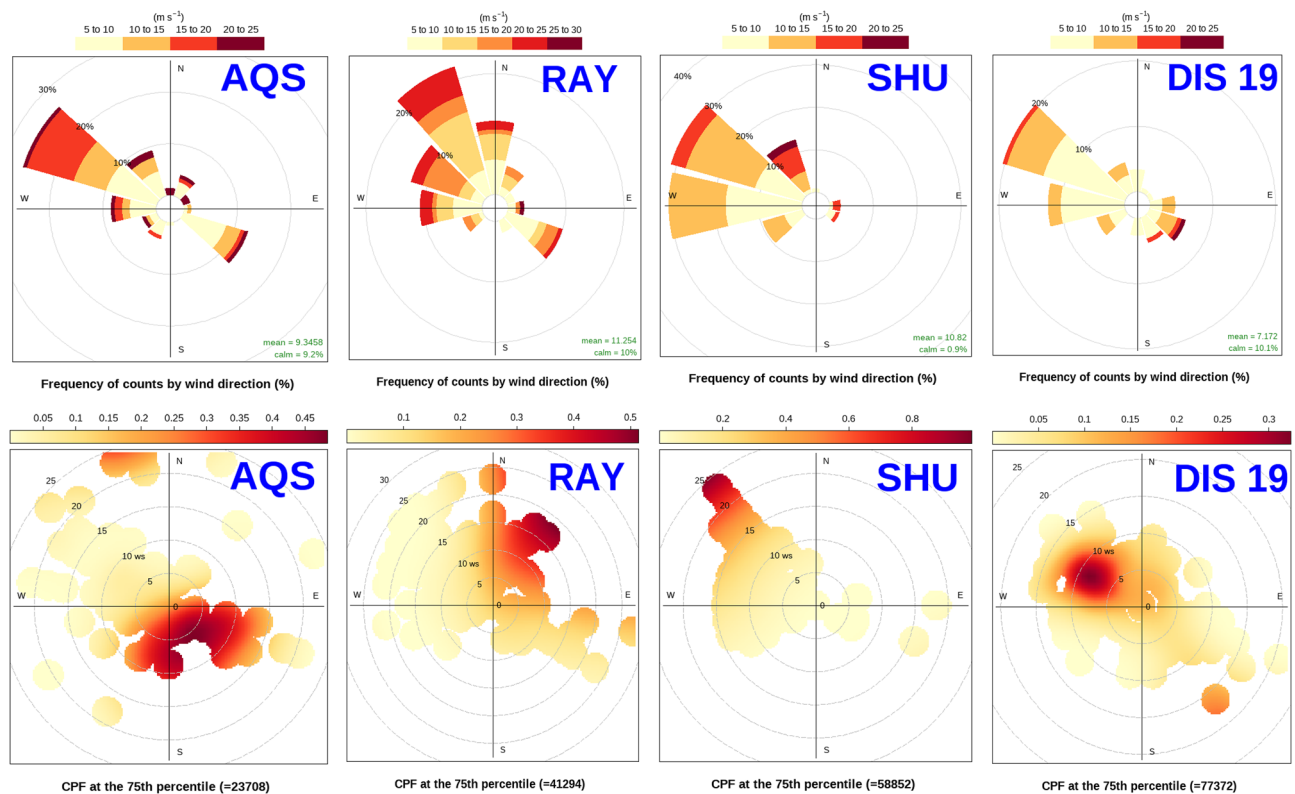 (m s⁻¹)
5 to 10 10 to 15 15 to 20 20 to 25
AQS
N
30%
20%
10%
W
E
S
mean = 9.3458
calm = 9.2%
Frequency of counts by wind direction (%)
(m s⁻¹)
5 to 10 10 to 15 15 to 20 20 to 25 25 to 30
RAY
N
20%
10%
W
E
S
mean = 11.254
calm = 10%
Frequency of counts by wind direction (%)
(m s⁻¹)
5 to 10 10 to 15 15 to 20 20 to 25
SHU
N
40%
30%
20%
10%
W
E
S
mean = 10.82
calm = 0.9%
Frequency of counts by wind direction (%)
(m s⁻¹)
5 to 10 10 to 15 15 to 20 20 to 25
DIS 19
N
20%
10%
W
E
S
mean = 7.172
calm = 10.1%
Frequency of counts by wind direction (%)
0.05 0.1 0.15 0.2 0.25 0.3 0.35 0.4 0.45
AQS
N
25
20
15
10 ws
5
0
W
E
S
CPF at the 75th percentile (=23708)
0.1 0.2 0.3 0.4 0.5
RAY
N
30
25
20
15
10 ws
5
0
W
E
S
CPF at the 75th percentile (=41294)
0.2 0.4 0.6 0.8
SHU
N
25
20
15
10 ws
5
0
W
E
S
CPF at the 75th percentile (=58852)
0.05 0.1 0.15 0.2 0.25 0.3
DIS 19
N
25
20
15
10 ws
5
0
W
E
S
CPF at the 75th percentile (=77372)